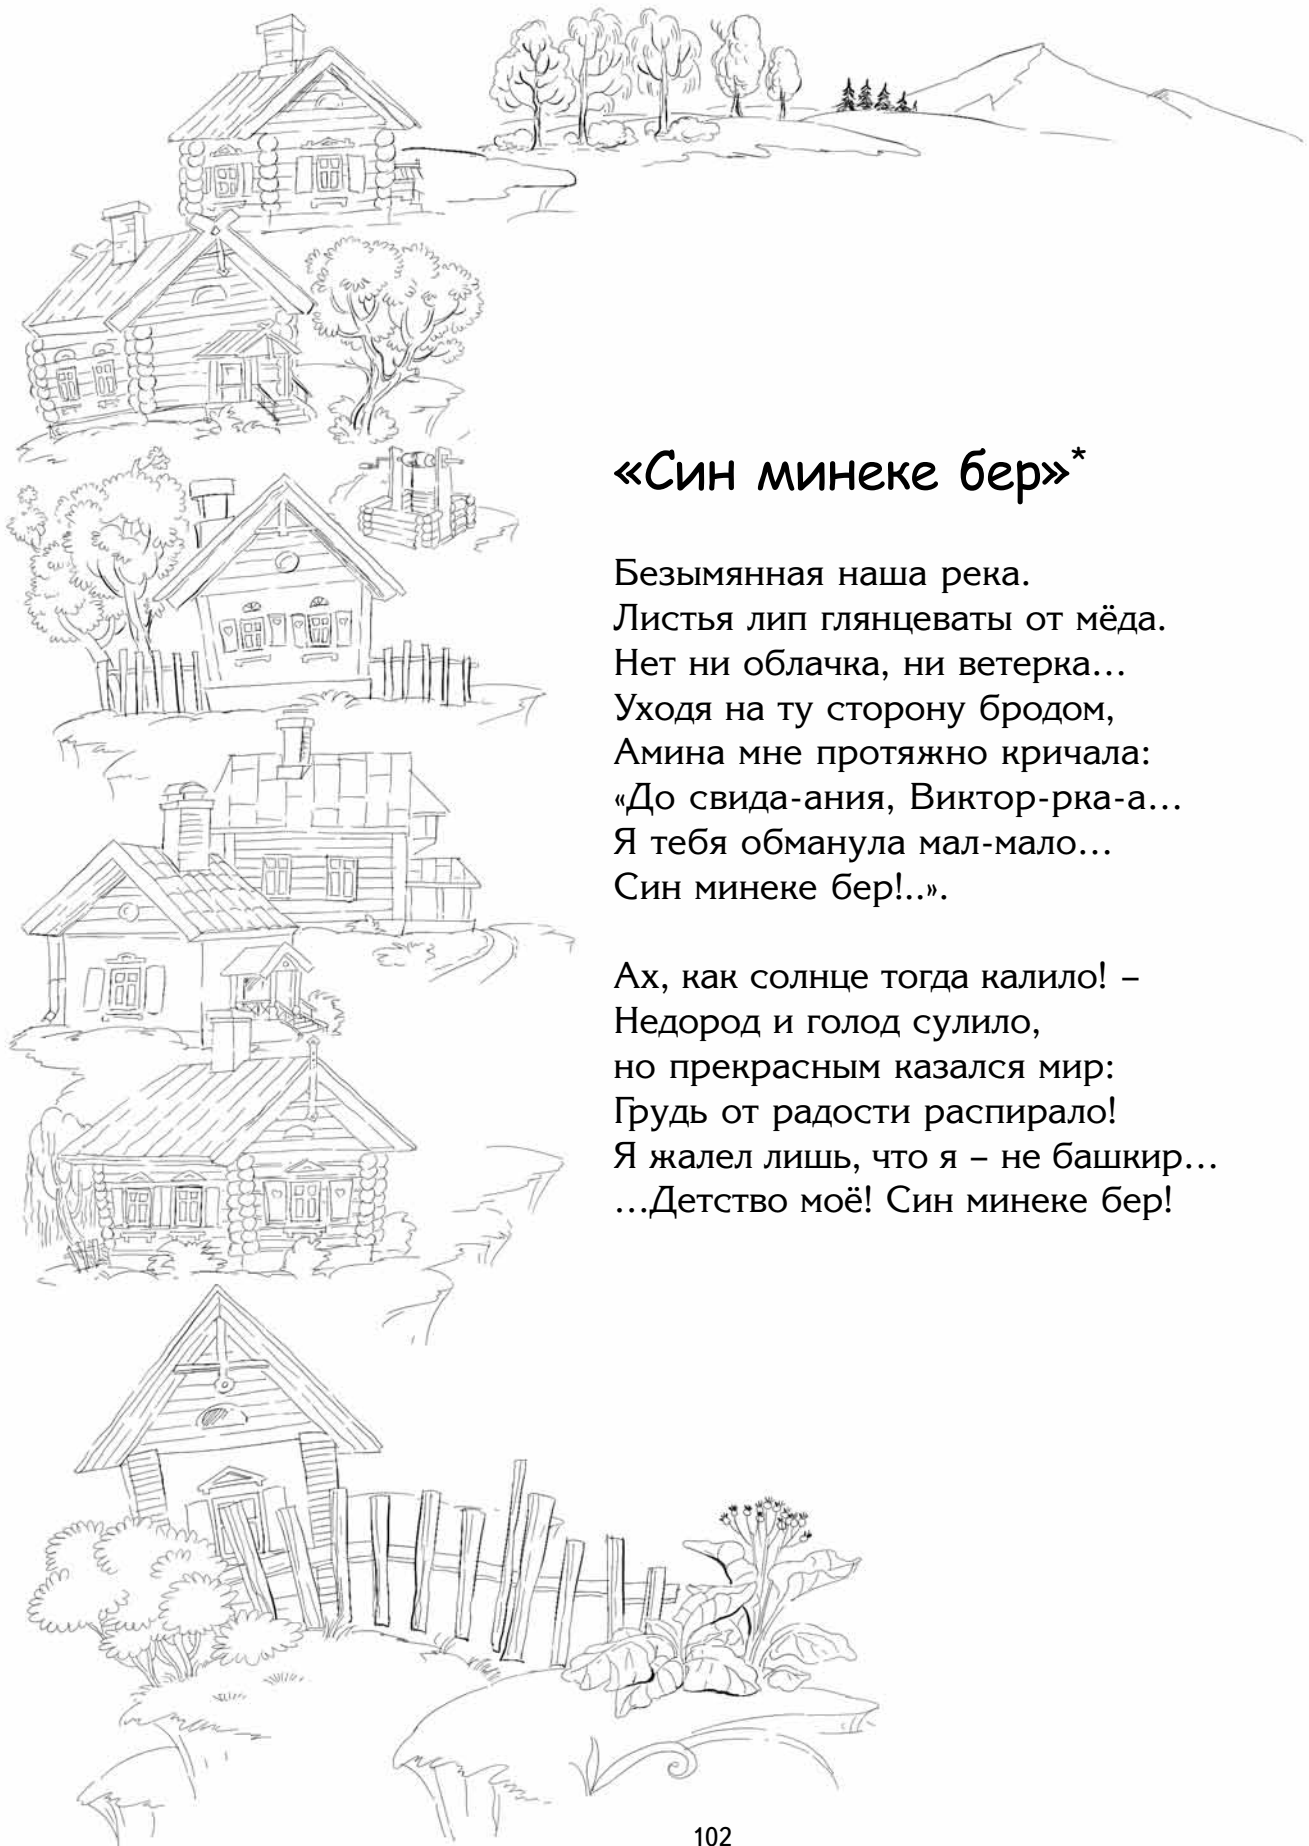 «Син минеке бер»*
Безымянная наша река.
Листья лип глянцеваты от мёда.
Нет ни облачка, ни ветерка…
Уходя на ту сторону бродом,
Амина мне протяжно кричала:
«До свида-ания, Виктор-рка-а…
Я тебя обманула мал-мало…
Син минеке бер!..».
Ах, как солнце тогда калило! –
Недород и голод сулило,
но прекрасным казался мир:
Грудь от радости распирало!
Я жалел лишь, что я – не башкир…
…Детство моё! Син минеке бер!
102